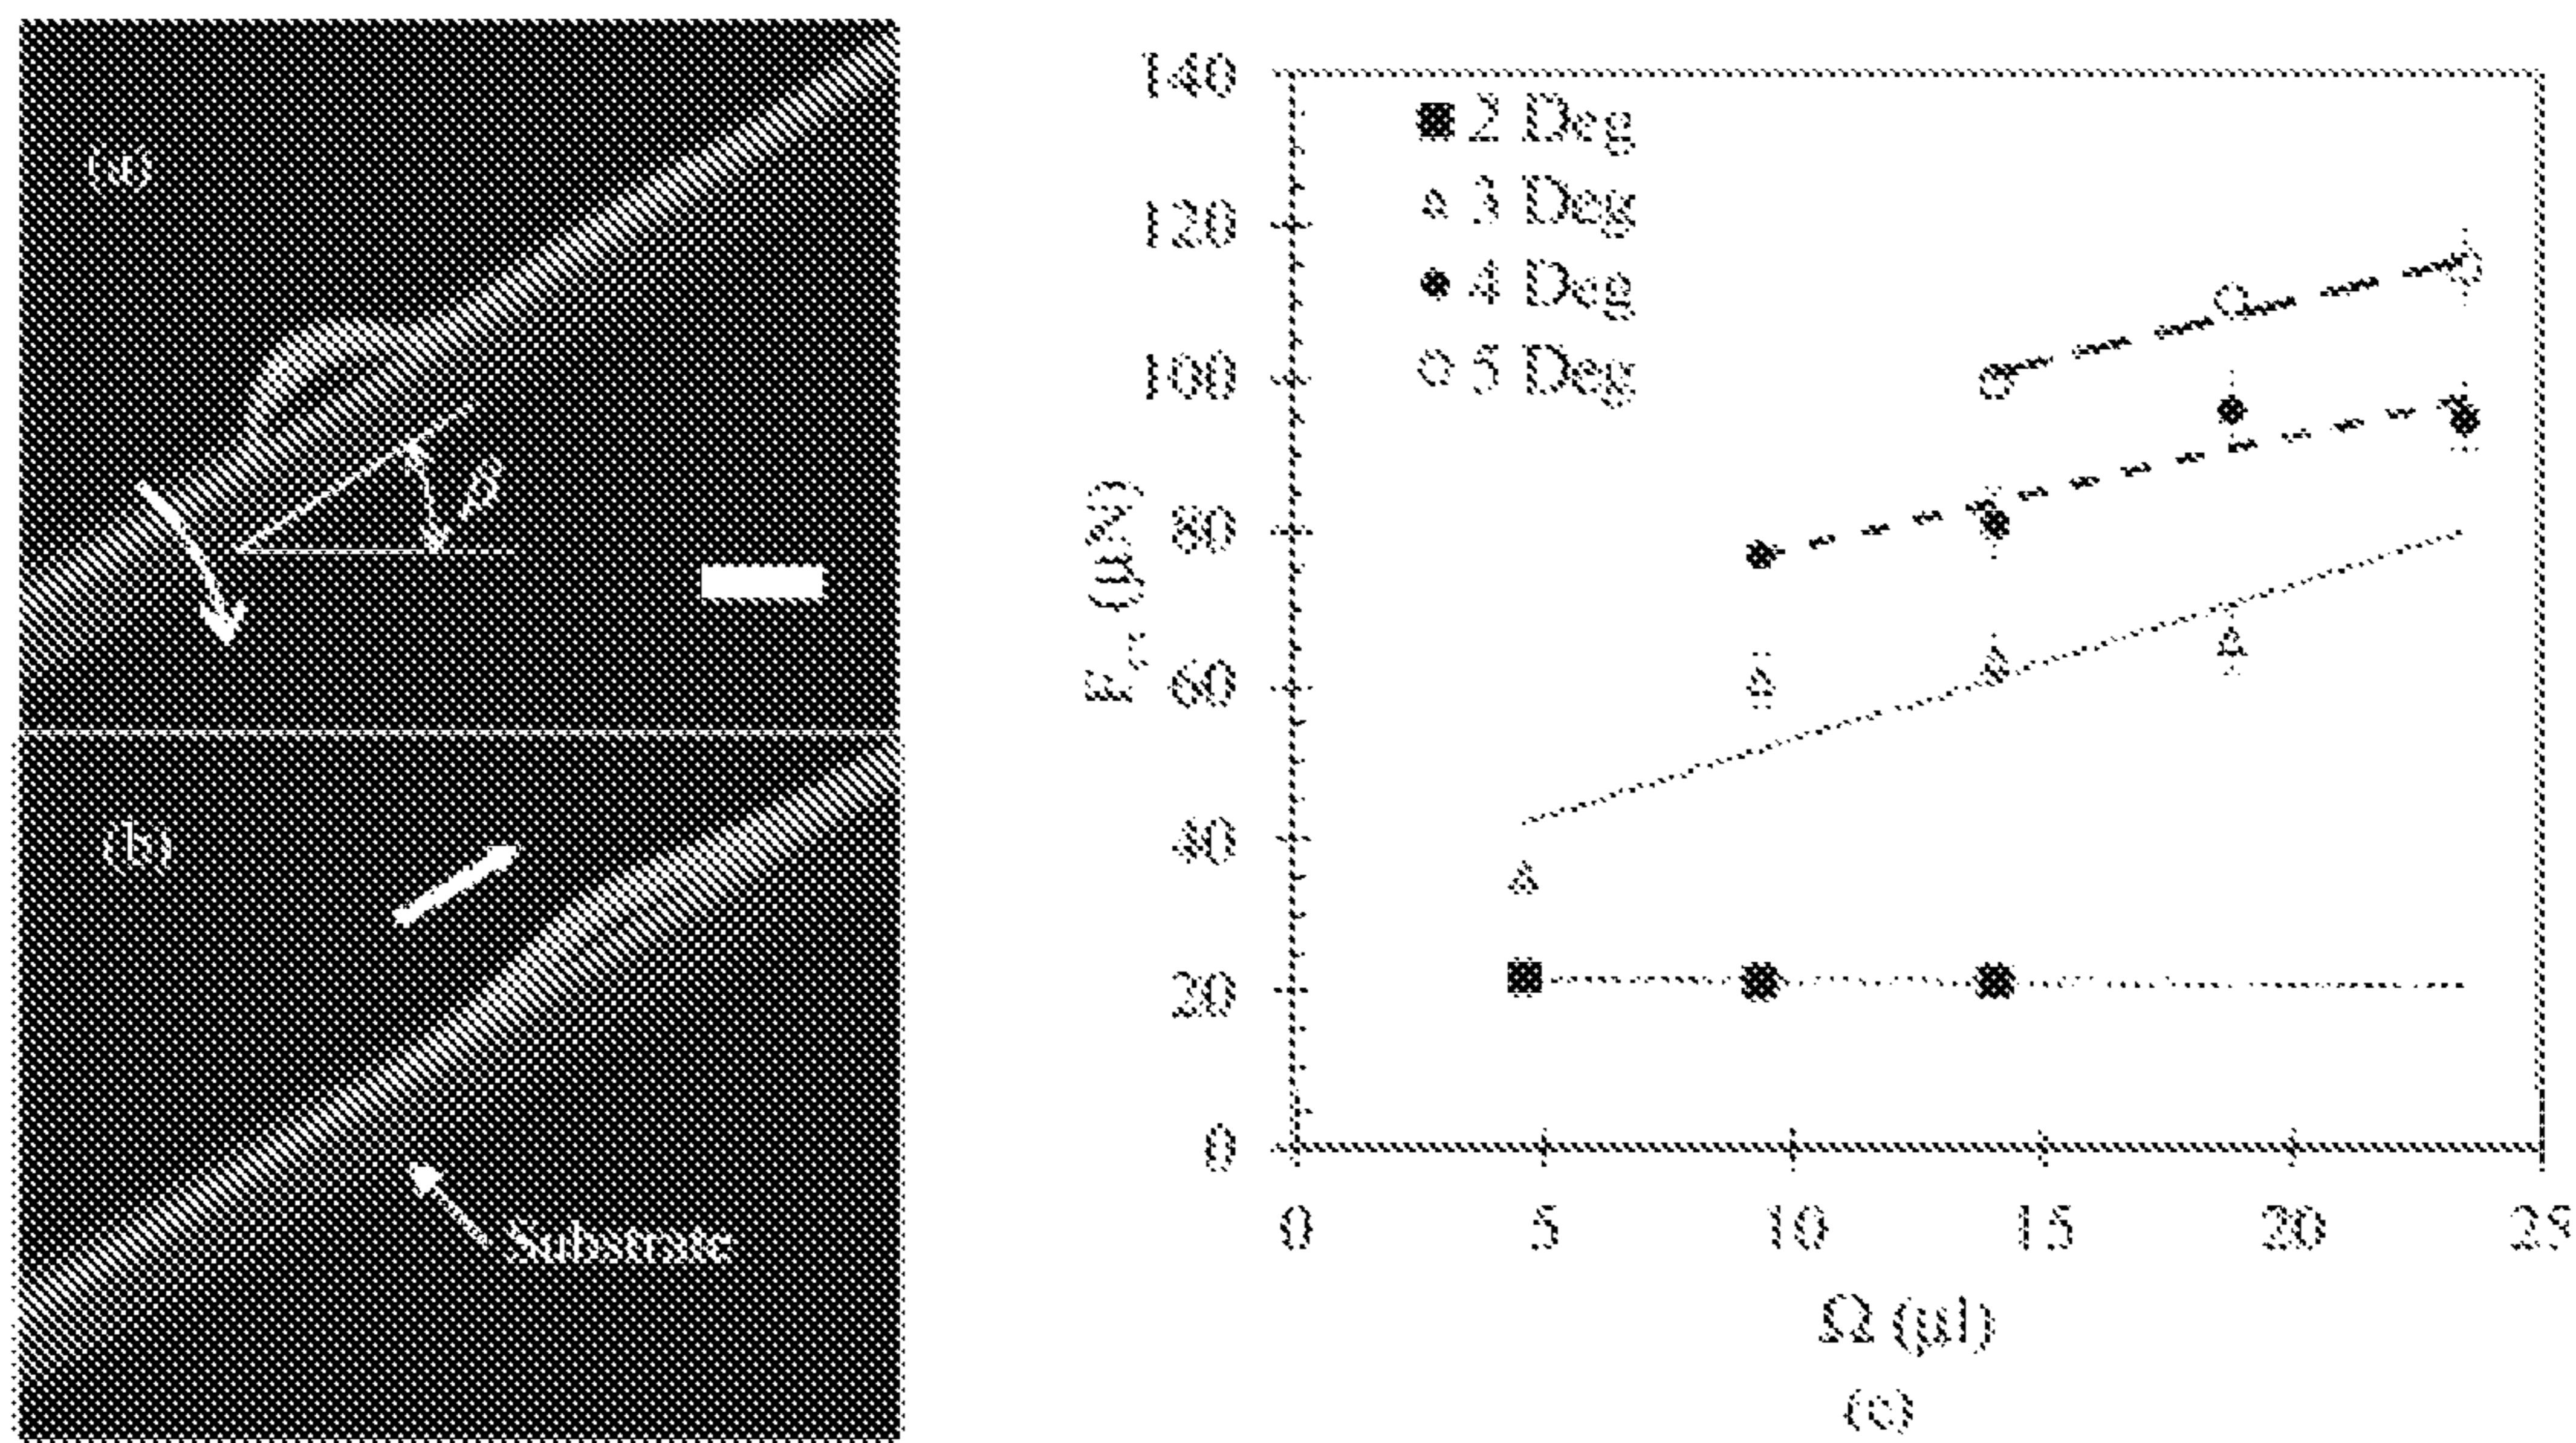 (a)
β
(b)
Substrate
140
120
100
80
60
40
20
0
F_cr (μN)
2 Deg
3 Deg
4 Deg
5 Deg
0 5 10 15 20 25
Ω (μl)
(c)